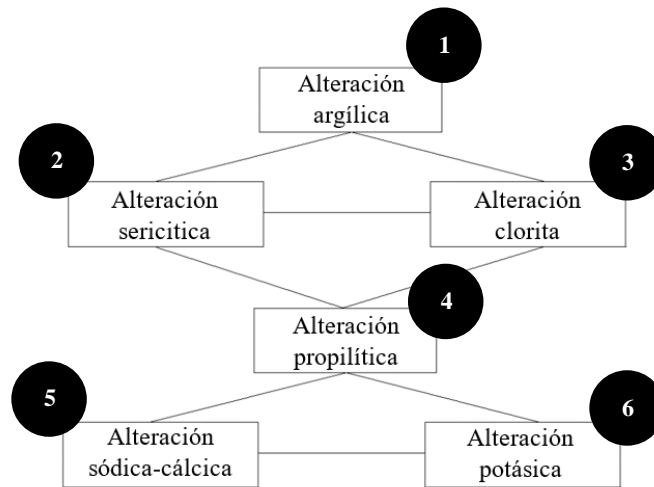 1
Alteración
argílica
2
Alteración
sericitica
3
Alteración
clorita
4
Alteración
propilítica
5
Alteración
sódica-cálcica
6
Alteración
potásica